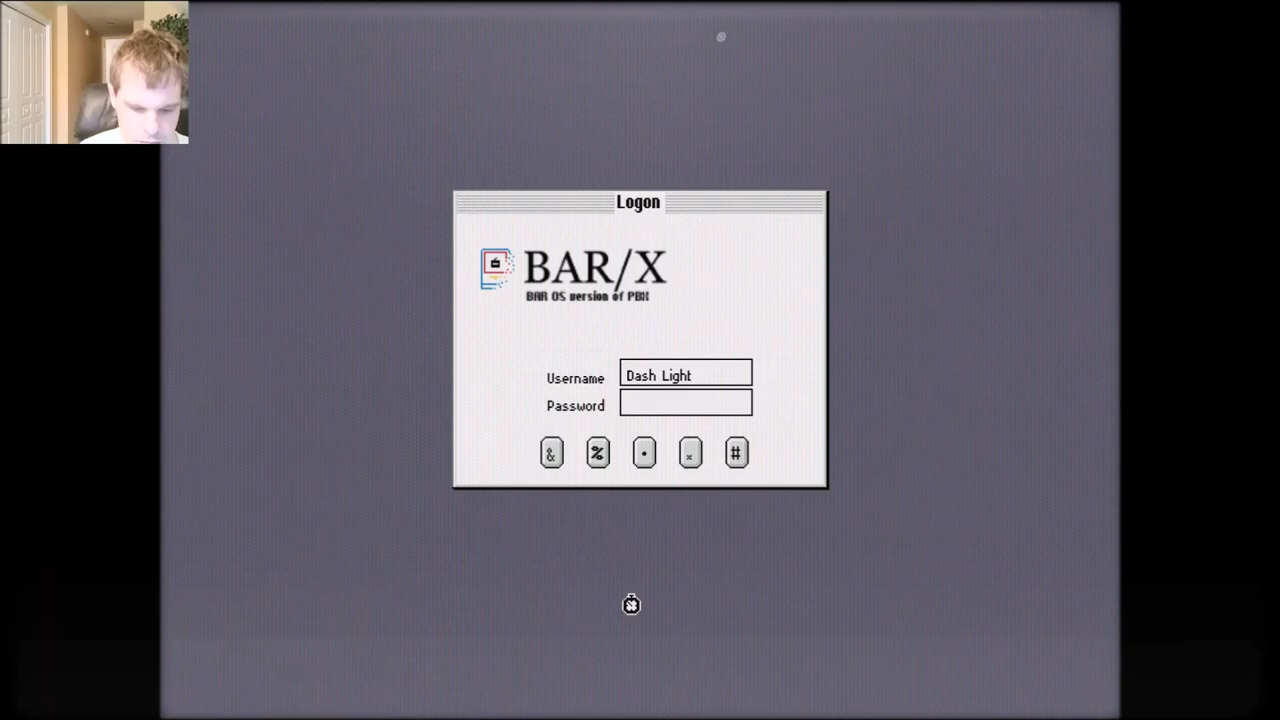 Logon
BAR/X
BAR OS version of PBX
Username
Dash Light
Password
& % • × #